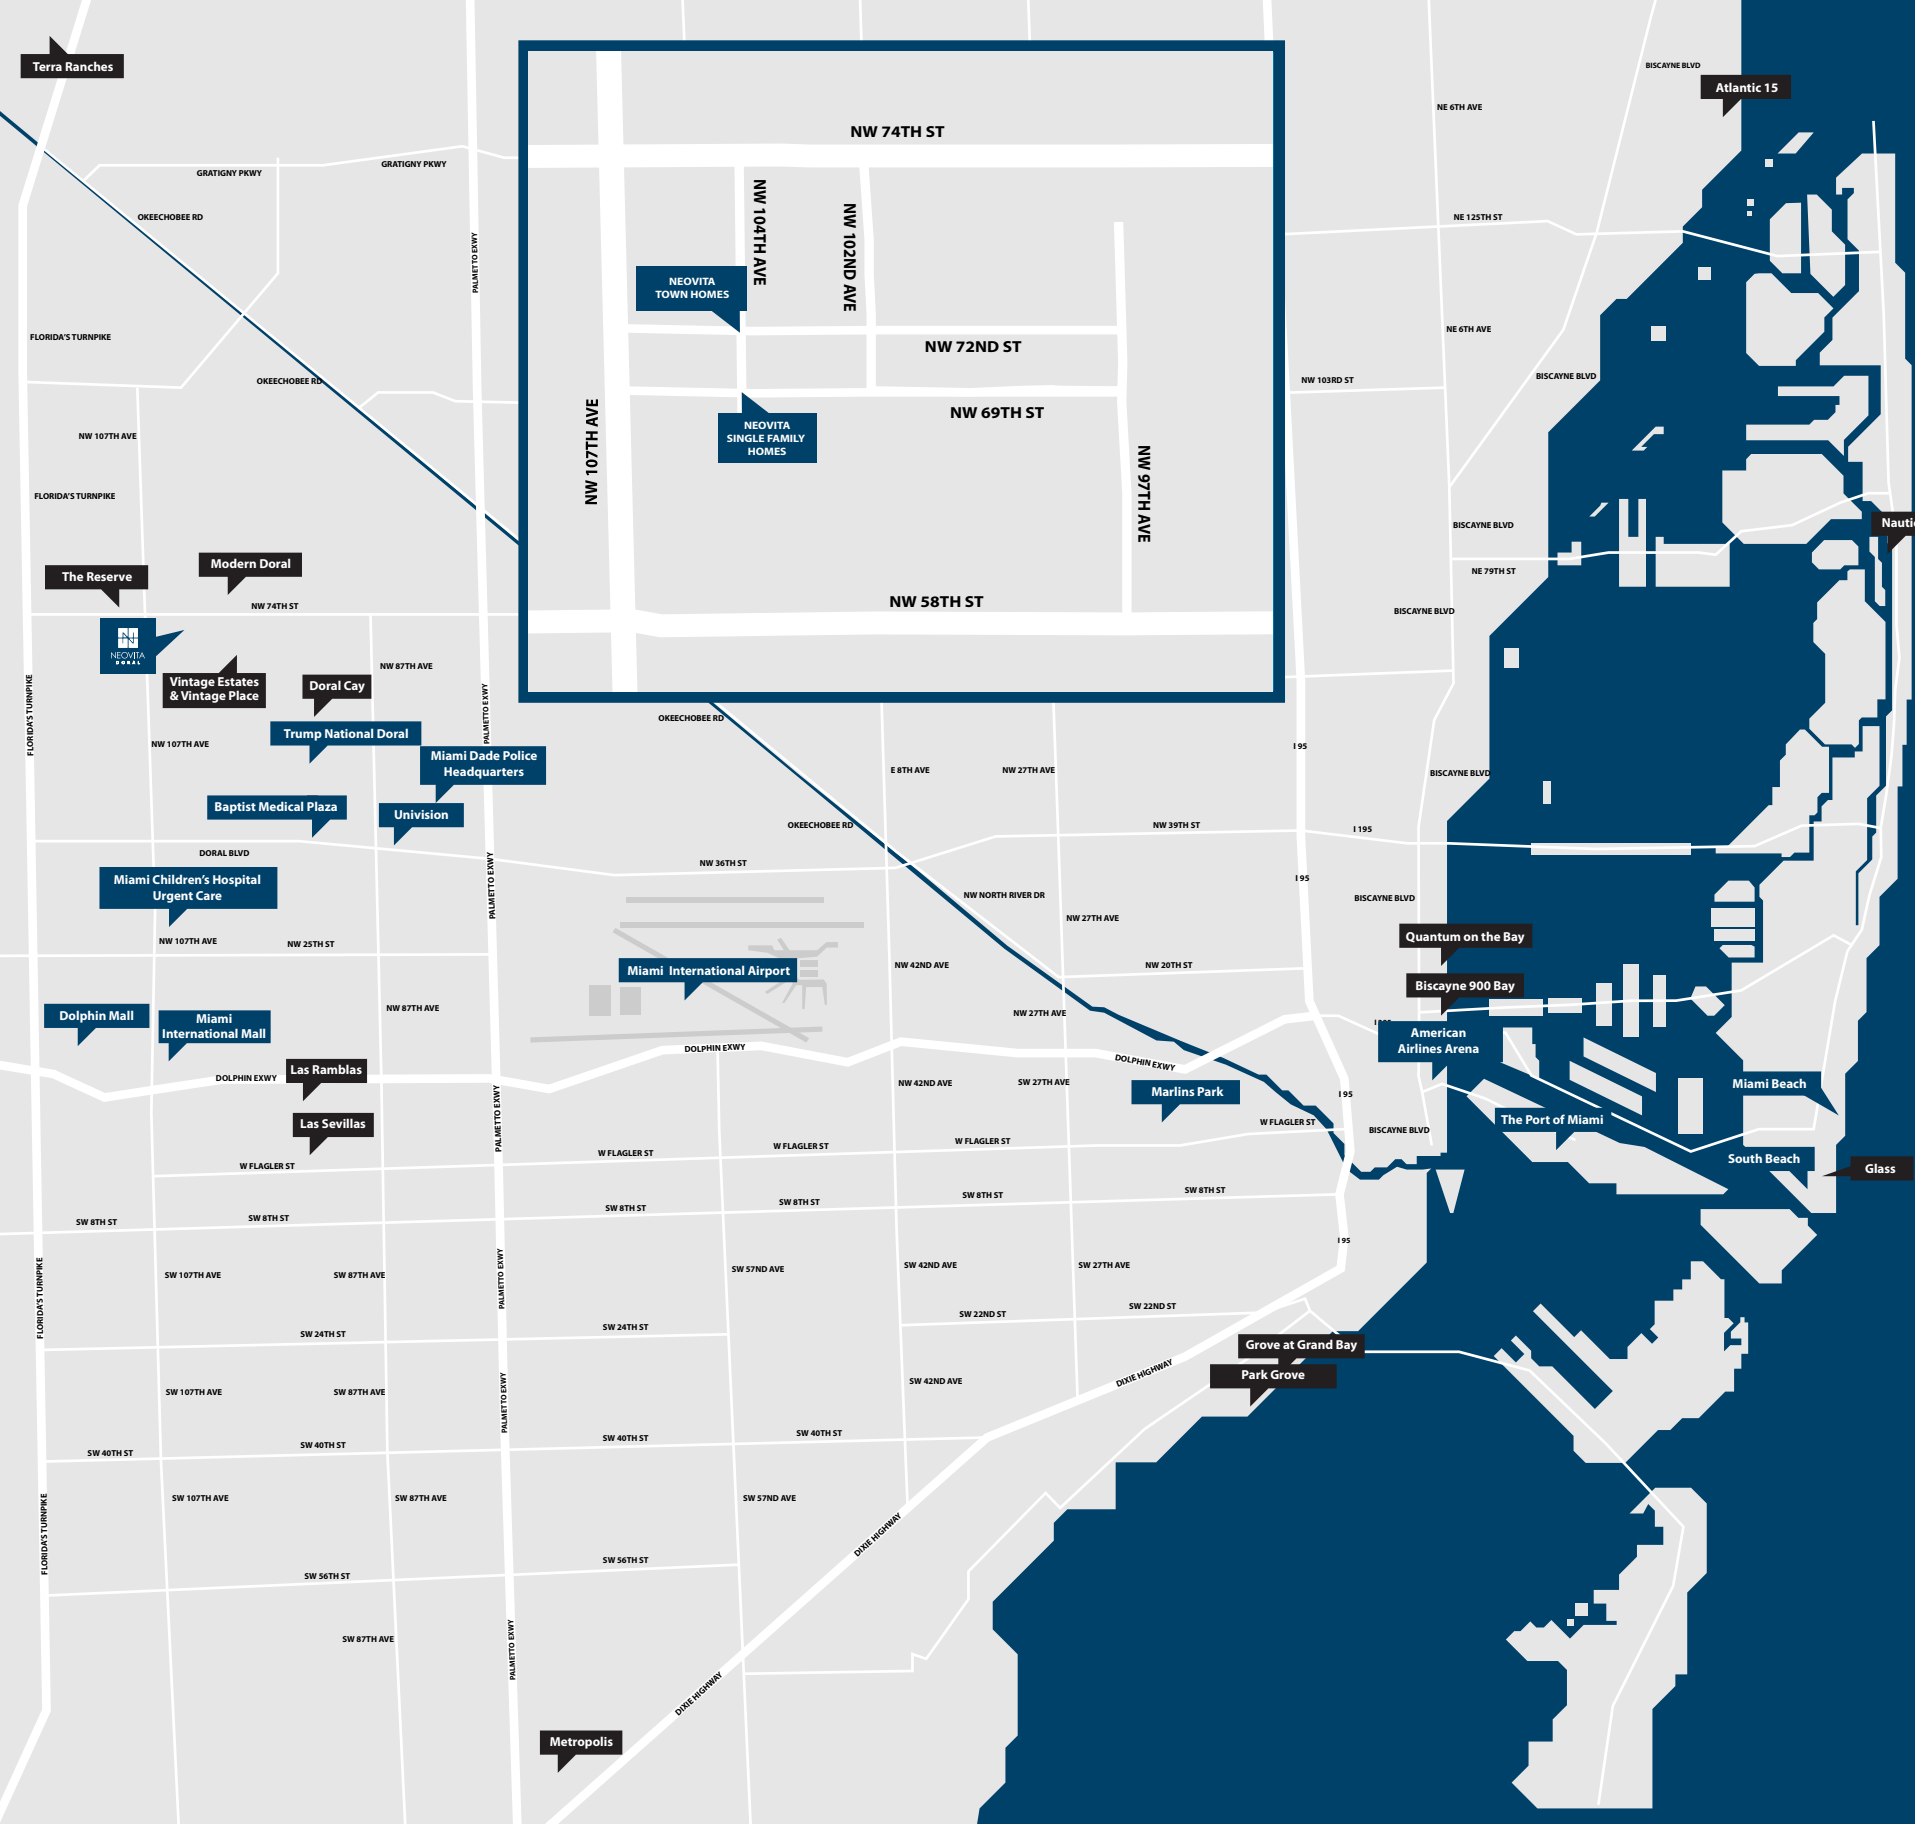 Terra Ranches
BISCAYNE BLVD
Atlantic 15
NE 6TH AVE
GRATIGNY PKWY
GRATIGNY PKWY
OKEECHOBEE RD
PALMETTO EXWY
NE 125TH ST
FLORIDA'S TURNPIKE
NE 6TH AVE
OKEECHOBEE RD
NW 103RD ST
BISCAYNE BLVD
NW 107TH AVE
FLORIDA'S TURNPIKE
BISCAYNE BLVD
Nauti
NE 79TH ST
NW 74TH ST
NW 104TH AVE
NW 102ND AVE
NEOVITA
TOWN HOMES
NW 72ND ST
NW 69TH ST
NW 107TH AVE
NEOVITA
SINGLE FAMILY
HOMES
NW 97TH AVE
NW 58TH ST
Modern Doral
The Reserve
NW 74TH ST
BISCAYNE BLVD
NEOVITA
DORAL
NW 87TH AVE
Vintage Estates
& Vintage Place
Doral Cay
FLORIDA'S TURNPIKE
PALMETTO EXWY
OKEECHOBEE RD
Trump National Doral
NW 107TH AVE
Miami Dade Police
Headquarters
I 95
E 8TH AVE
NW 27TH AVE
BISCAYNE BLVD
Baptist Medical Plaza
Univision
OKEECHOBEE RD
NW 39TH ST
I 195
DORAL BLVD
NW 36TH ST
PALMETTO EXWY
Miami Children's Hospital
Urgent Care
I 95
NW NORTH RIVER DR
BISCAYNE BLVD
NW 27TH AVE
NW 107TH AVE
NW 25TH ST
Quantum on the Bay
Miami International Airport
NW 42ND AVE
NW 20TH ST
Biscayne 900 Bay
Dolphin Mall
Miami
International Mall
NW 87TH AVE
NW 27TH AVE
American
Airlines Arena
DOLPHIN EXWY
DOLPHIN EXWY
Las Ramblas
DOLPHIN EXWY
NW 42ND AVE
SW 27TH AVE
Marlins Park
I 95
Miami Beach
PALMETTO EXWY
Las Sevillas
W FLAGLER ST
BISCAYNE BLVD
The Port of Miami
W FLAGLER ST
W FLAGLER ST
W FLAGLER ST
W FLAGLER ST
South Beach
Glass
SW 8TH ST
SW 8TH ST
SW 8TH ST
SW 8TH ST
SW 8TH ST
SW 8TH ST
I 95
FLORIDA'S TURNPIKE
SW 107TH AVE
SW 87TH AVE
PALMETTO EXWY
SW 57ND AVE
SW 42ND AVE
SW 27TH AVE
SW 22ND ST
SW 22ND ST
SW 24TH ST
SW 24TH ST
Grove at Grand Bay
Park Grove
DIXIE HIGHWAY
SW 42ND AVE
SW 107TH AVE
SW 87TH AVE
PALMETTO EXWY
SW 40TH ST
SW 40TH ST
SW 40TH ST
SW 40TH ST
SW 107TH AVE
SW 87TH AVE
SW 57ND AVE
FLORIDA'S TURNPIKE
DIXIE HIGHWAY
SW 56TH ST
SW 56TH ST
SW 87TH AVE
PALMETTO EXWY
DIXIE HIGHWAY
Metropolis